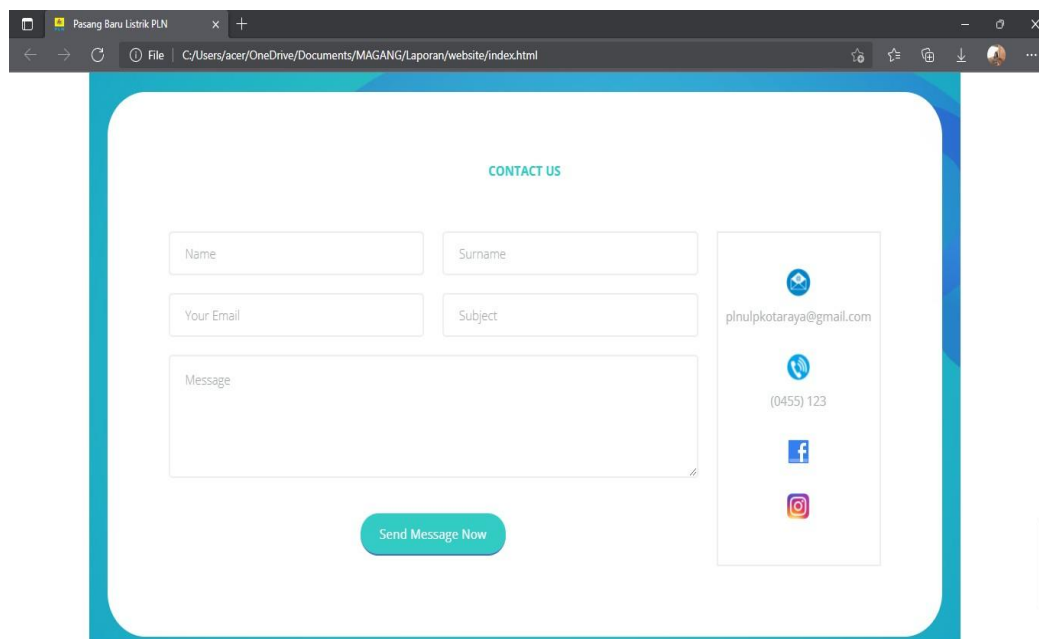 Pasang Baru Listrik PLN
File C:/Users/acer/OneDrive/Documents/MAGANG/Laporan/website/index.html
CONTACT US
Name
Surname
Your Email
Subject
Message
Send Message Now
plnulpkotaraya@gmail.com
(0455) 123